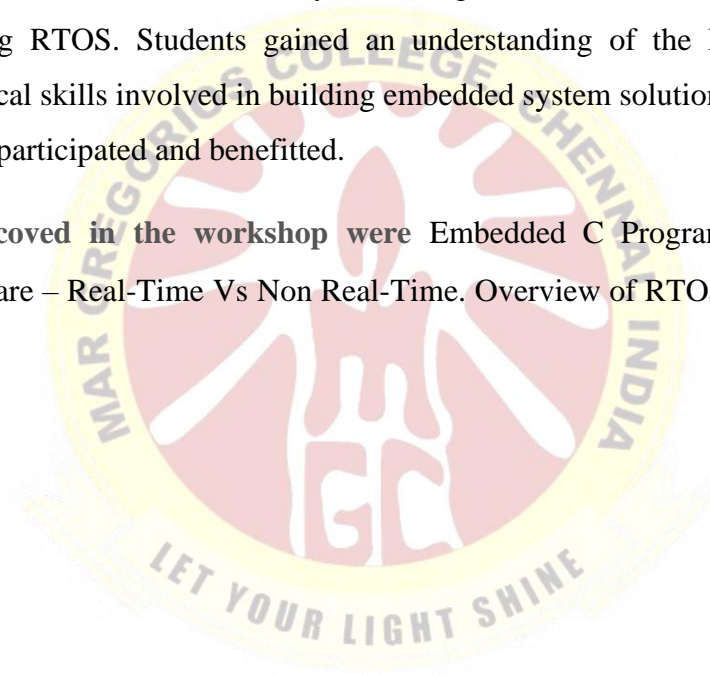 g RTOS. Students gained an understanding of the
cal skills involved in building embedded system solution
participated and benefitted.
coved in the workshop were Embedded C Program
are – Real-Time Vs Non Real-Time. Overview of RTOS
MAR GREGORIOS COLLEGE, CHENNAI, INDIA
MGC
LET YOUR LIGHT SHINE